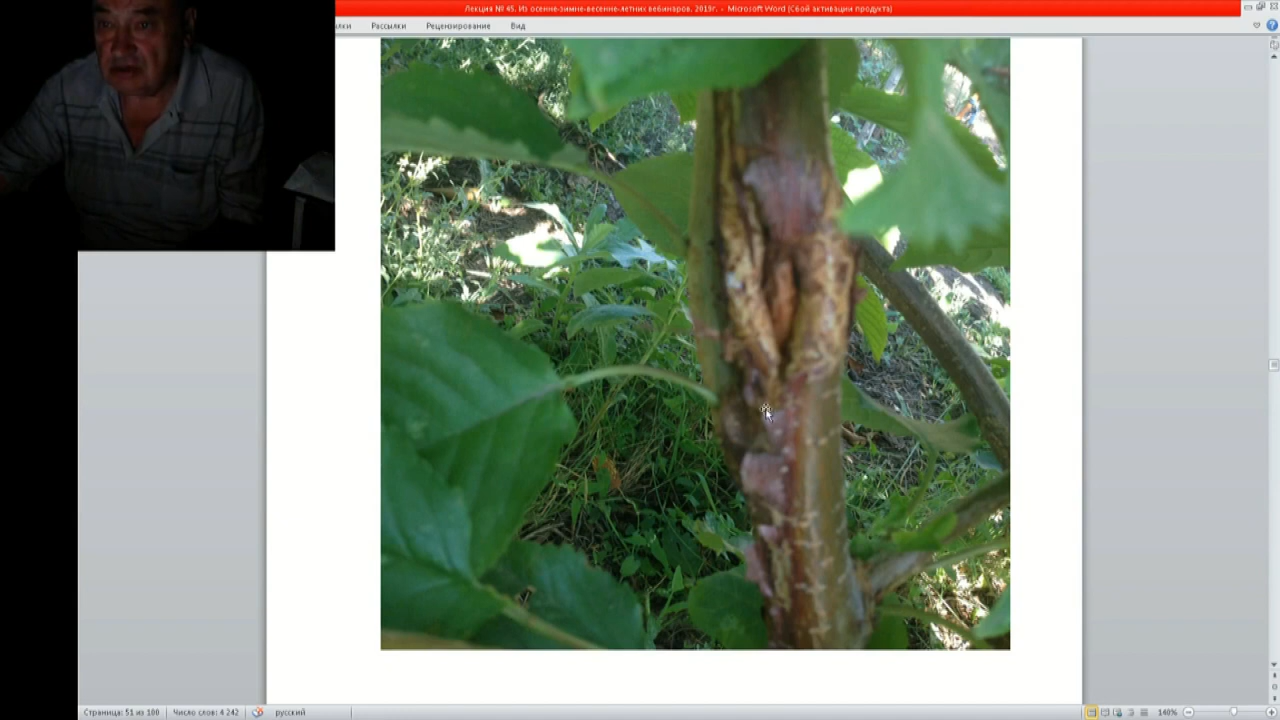 Лекция № 45. Из осенне-зимне-весенне-летних вебинаров. 2019г. - Microsoft Word (Сбой активации продукта)
лки Рассылки Рецензирование Вид
Страница: 51 из 100 Число слов: 4 242 русский 140%